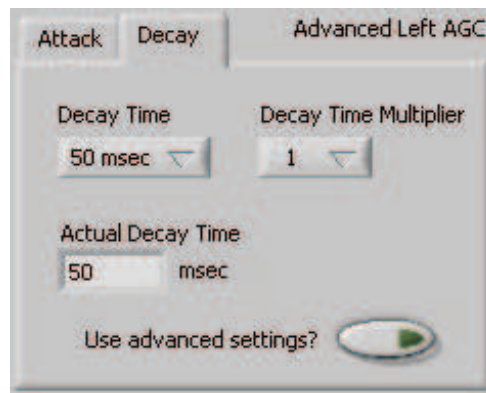 Attack Decay Advanced Left AGC
Decay Time Decay Time Multiplier
50 msec 1
Actual Decay Time
50 msec
Use advanced settings?